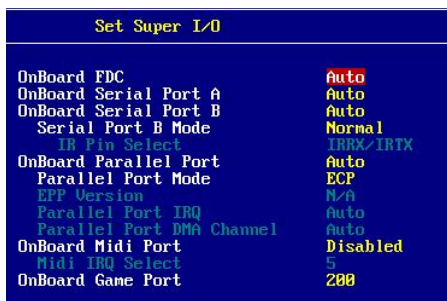 Set Super I/O
OnBoard FDC Auto
OnBoard Serial Port A Auto
OnBoard Serial Port B Auto
Serial Port B Mode Normal
IR Pin Select IRRX/IRTX
OnBoard Parallel Port Auto
Parallel Port Mode ECP
EPP Version N/A
Parallel Port IRQ Auto
Parallel Port DMA Channel Auto
OnBoard Midi Port Disabled
Midi IRQ Select 5
OnBoard Game Port 200